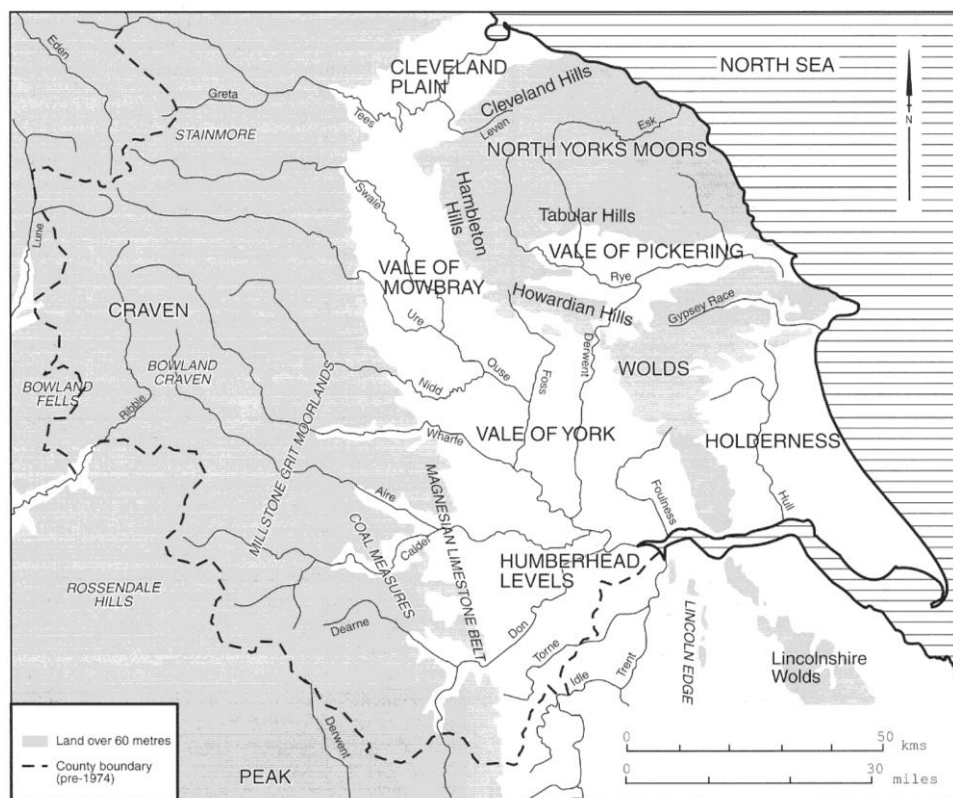 Eden
CLEVELAND
PLAIN
NORTH SEA
N
Greta
Cleveland Hills
Tees
Leven
Esk
STAINMORE
NORTH YORKS MOORS
Swale
Hambleton
Hills
Tabular Hills
Lune
VALE OF PICKERING
VALE OF
MOWBRAY
Rye
CRAVEN
Howardian Hills
Gypsey Race
Ure
Derwent
BOWLAND
CRAVEN
Ouse
Foss
WOLDS
BOWLAND
FELLS
Nidd
Ribble
MILLSTONE GRIT MOORLANDS
Wharfe
VALE OF YORK
HOLDERNESS
Aire
MAGNESIAN LIMESTONE BELT
Foulness
Hull
COAL MEASURES
Calder
HUMBERHEAD
LEVELS
ROSSENDALE
HILLS
Dearne
Don
Torne
LINCOLN EDGE
Trent
Idle
Lincolnshire
Wolds
Land over 60 metres
County boundary
(pre-1974)
Derwent
PEAK
0
50
kms
0
30
miles